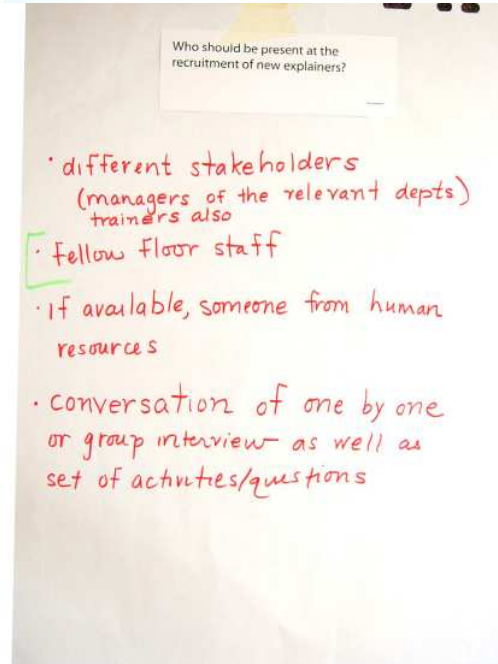 Who should be present at the
recruitment of new explainers?
· different stakeholders
(managers of the relevant depts)
trainers also
· fellow floor staff
· If available, someone from human
resources
· conversation of one by one
or group interview as well as
set of activities/questions